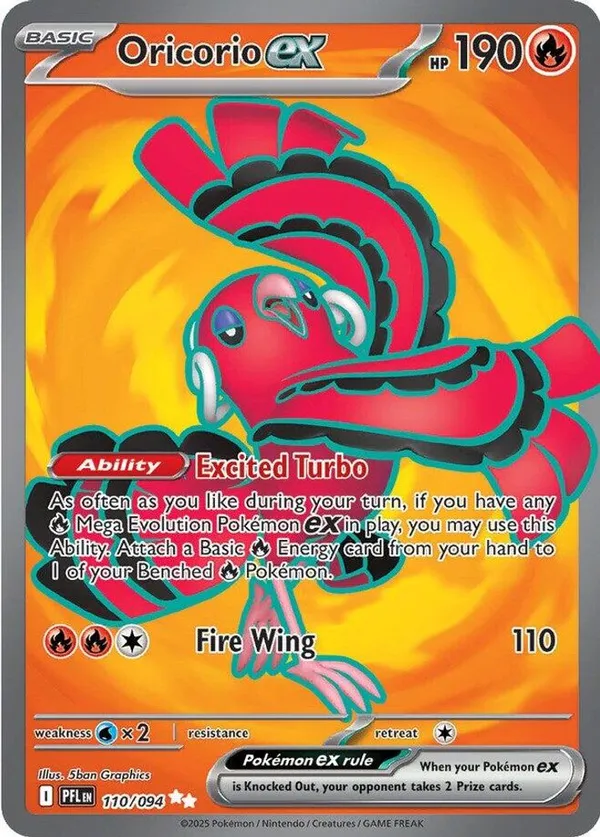 BASIC Oricorio ex HP 190
Ability Excited Turbo
As often as you like during your turn, if you have any
Mega Evolution Pokémon ex in play, you may use this
Ability. Attach a Basic Energy card from your hand to
1 of your Benched Pokémon.
Fire Wing 110
weakness ×2 resistance retreat
Pokémon ex rule When your Pokémon ex
is Knocked Out, your opponent takes 2 Prize cards.
Illus. 5ban Graphics
I PFL EN 110/094
©2025 Pokémon / Nintendo / Creatures / GAME FREAK